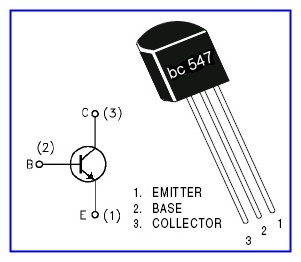 bc 547
C (3)
(2)
B
E (1)
1. EMITTER
2. BASE
3. COLLECTOR
1
2
3